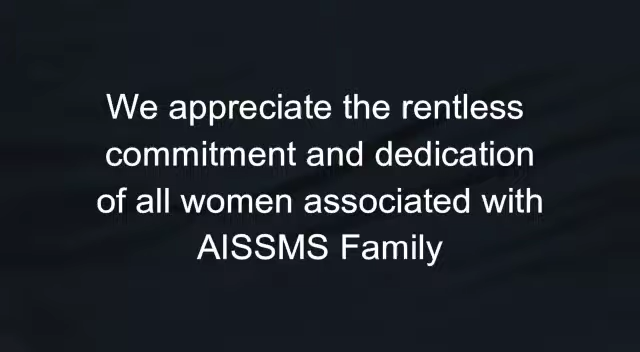 We appreciate the rentless
commitment and dedication
of all women associated with
AISSMS Family